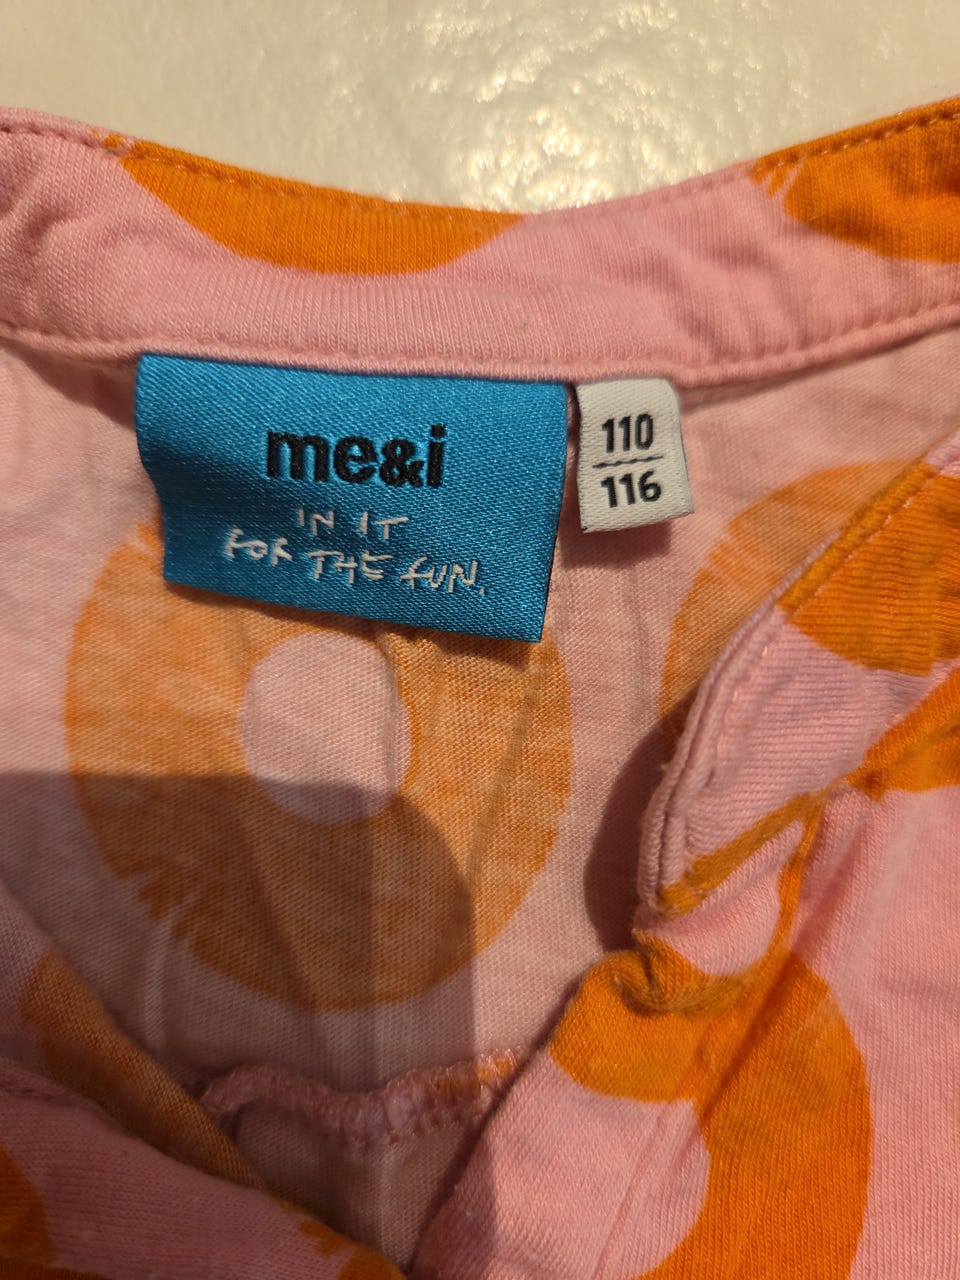 me&i
IN IT
FOR THE FUN.
110
116